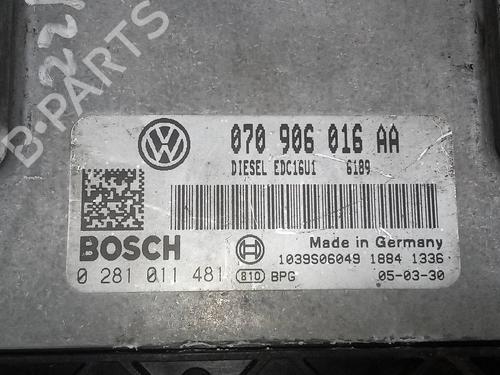 070 906 016 AA
DIESEL EDC16U1 6189
BOSCH
Made in Germany
1039S06049 1884 1336
0 281 011 481
810 BPG 05-03-30
B-PARTS